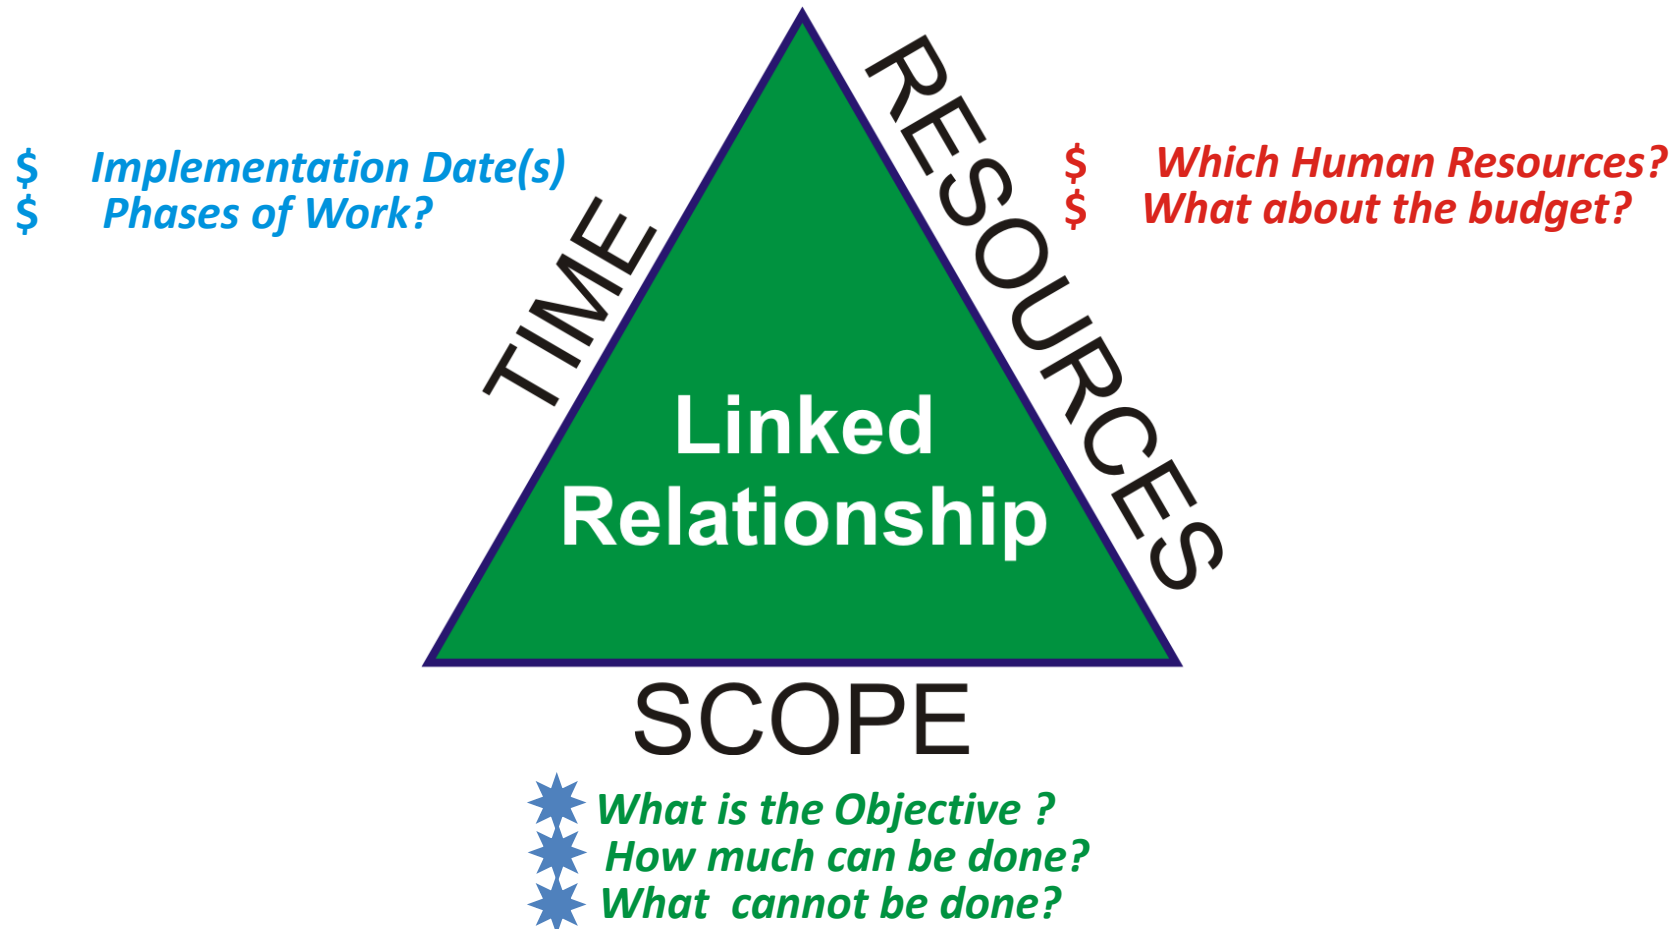 $ Implementation Date(s)
$ Phases of Work?
TIME
RESOURCES
$ Which Human Resources?
$ What about the budget?
Linked
Relationship
SCOPE
What is the Objective ?
How much can be done?
What cannot be done?